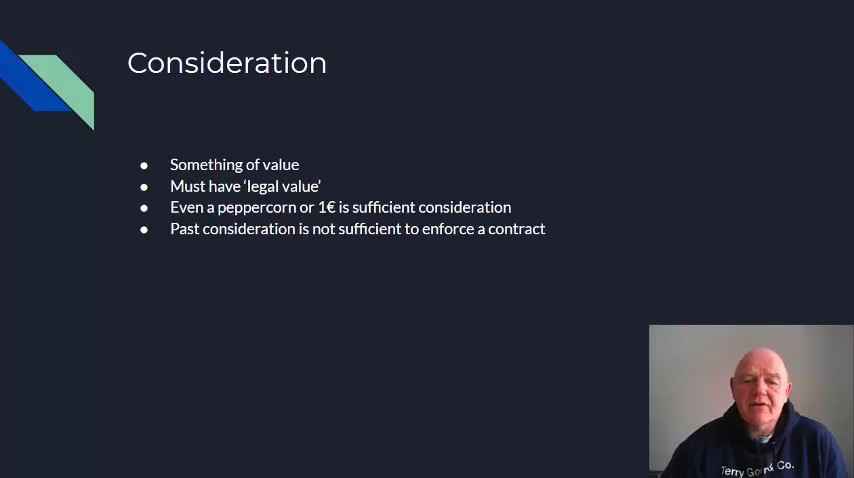 Consideration
● Something of value
● Must have ‘legal value’
● Even a peppercorn or 1€ is sufficient consideration
● Past consideration is not sufficient to enforce a contract
Terry & Co.